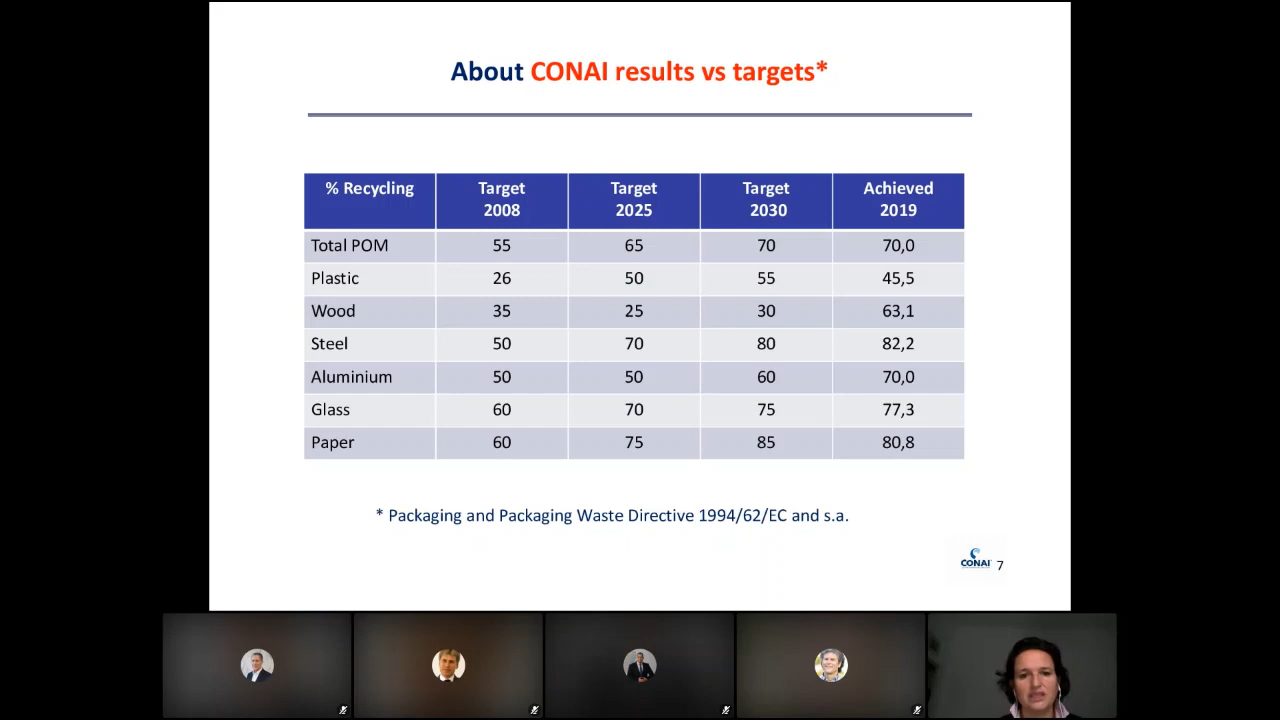 About CONAI results vs targets*
% Recycling Target 2008 Target 2025 Target 2030 Achieved 2019
Total POM 55 65 70 70,0
Plastic 26 50 55 45,5
Wood 35 25 30 63,1
Steel 50 70 80 82,2
Aluminium 50 50 60 70,0
Glass 60 70 75 77,3
Paper 60 75 85 80,8
* Packaging and Packaging Waste Directive 1994/62/EC and s.a.
CONAI 7